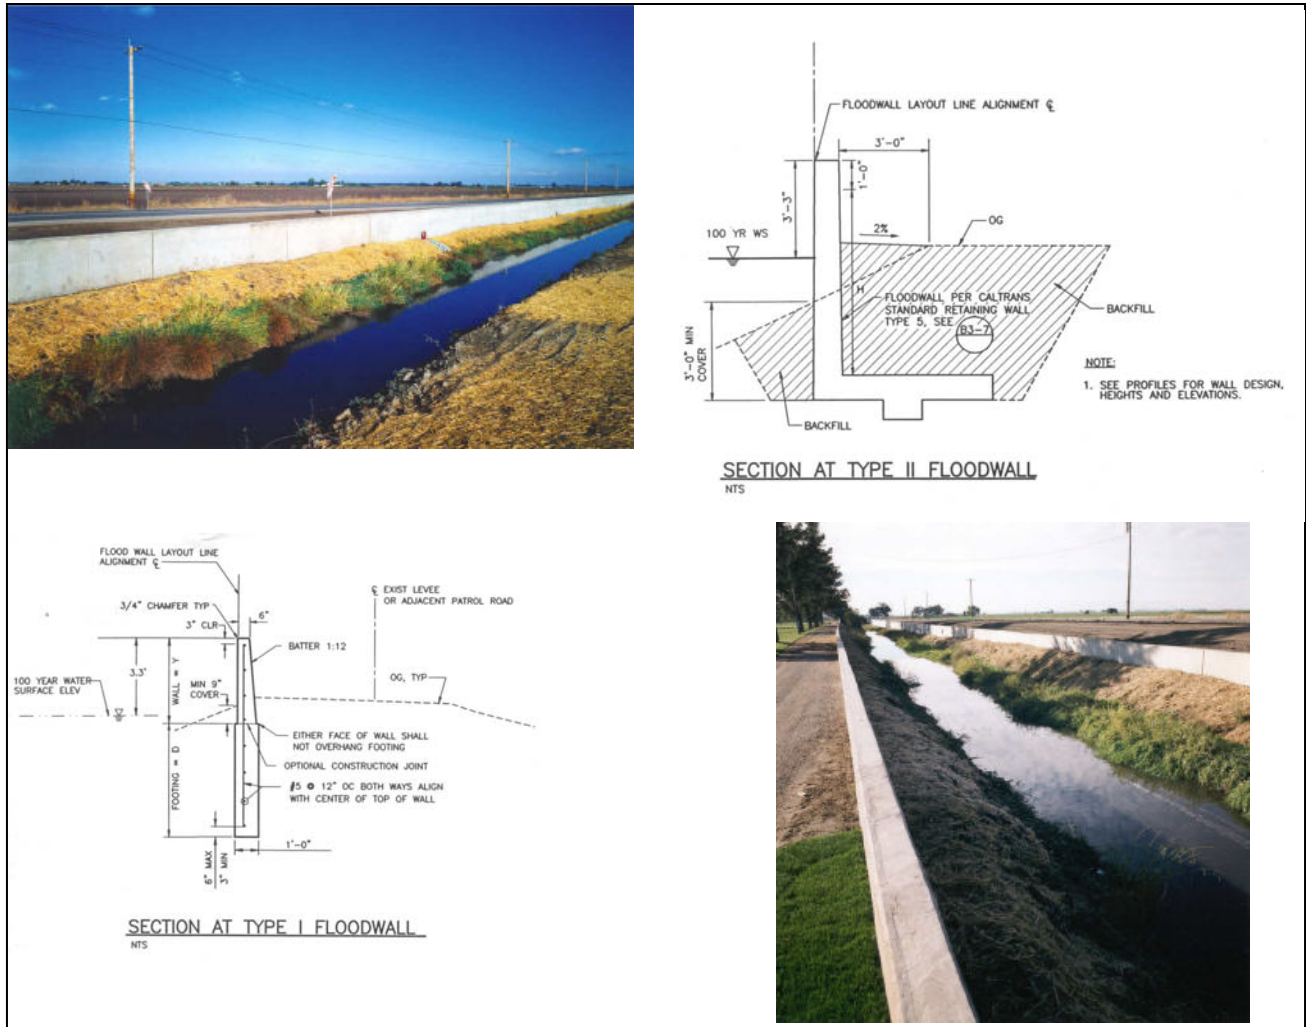 FLOODWALL LAYOUT LINE ALIGNMENT ℄
3'-0"
1'-0"
3'-3"
OG
2%
100 YR WS
H
FLOODWALL PER CALTRANS
STANDARD RETAINING WALL
TYPE 5, SEE
B3-7
BACKFILL
3'-0" MIN
COVER
NOTE:
1. SEE PROFILES FOR WALL DESIGN,
HEIGHTS AND ELEVATIONS.
BACKFILL
SECTION AT TYPE II FLOODWALL
NTS
FLOOD WALL LAYOUT LINE
ALIGNMENT ℄
℄ EXIST LEVEE
OR ADJACENT PATROL ROAD
3/4" CHAMFER TYP
6"
3" CLR
BATTER 1:12
3.3'
WALL = Y
MIN 9"
COVER
OG, TYP
100 YEAR WATER
SURFACE ELEV
EITHER FACE OF WALL SHALL
NOT OVERHANG FOOTING
OPTIONAL CONSTRUCTION JOINT
FOOTING = D
#5 @ 12" OC BOTH WAYS ALIGN
WITH CENTER OF TOP OF WALL
1'-0"
6" MAX
3" MIN
SECTION AT TYPE I FLOODWALL
NTS